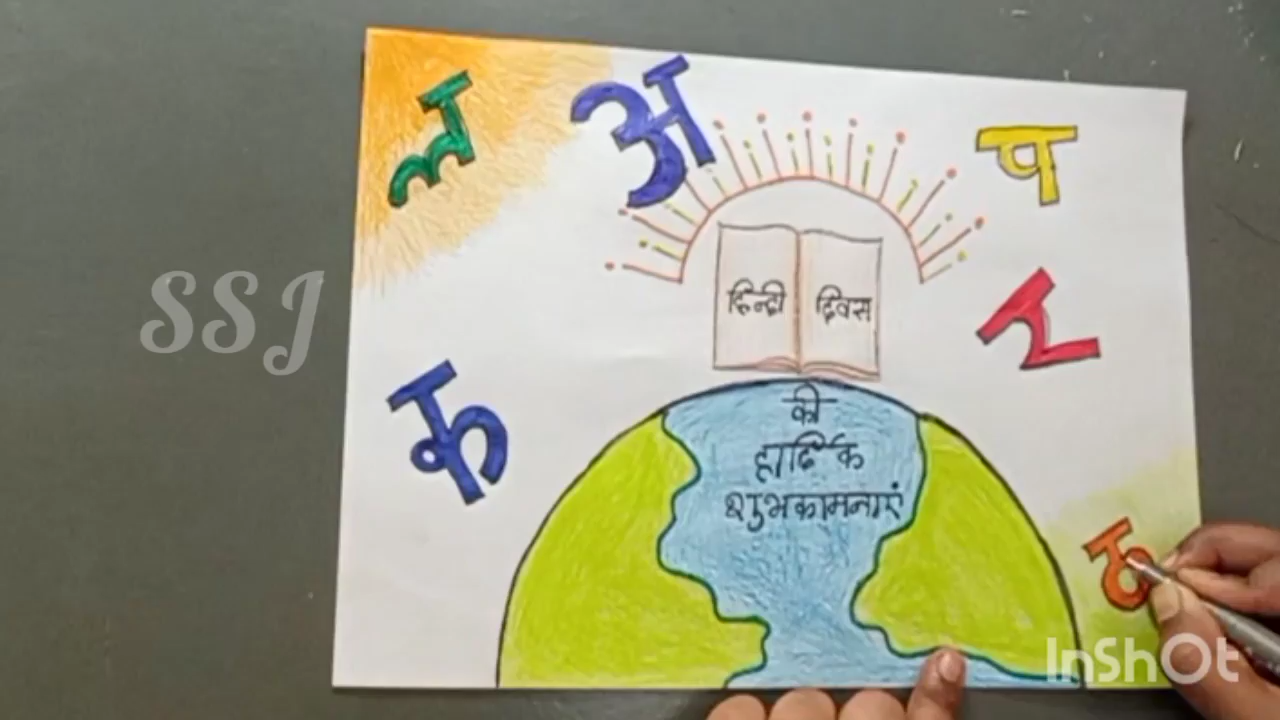 ल
अ
प
हिन्दी दिवस
SSJ
र
क
की
हार्दिक
शुभकामनाएं
ठ
InShOt